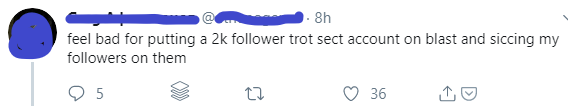 @ · 8h
feel bad for putting a 2k follower trot sect account on blast and siccing my
followers on them
5 36